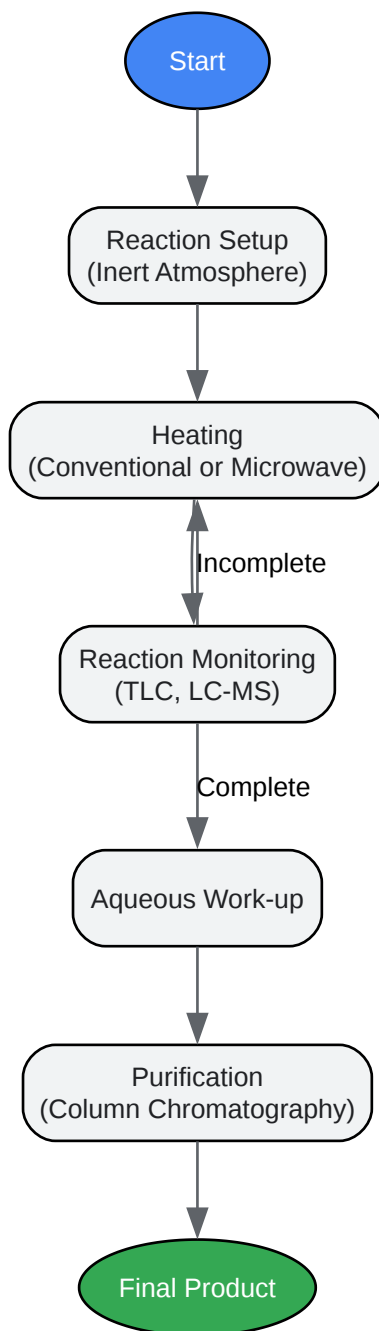 Start
Reaction Setup
(Inert Atmosphere)
Heating
(Conventional or Microwave)
Incomplete
Reaction Monitoring
(TLC, LC-MS)
Complete
Aqueous Work-up
Purification
(Column Chromatography)
Final Product